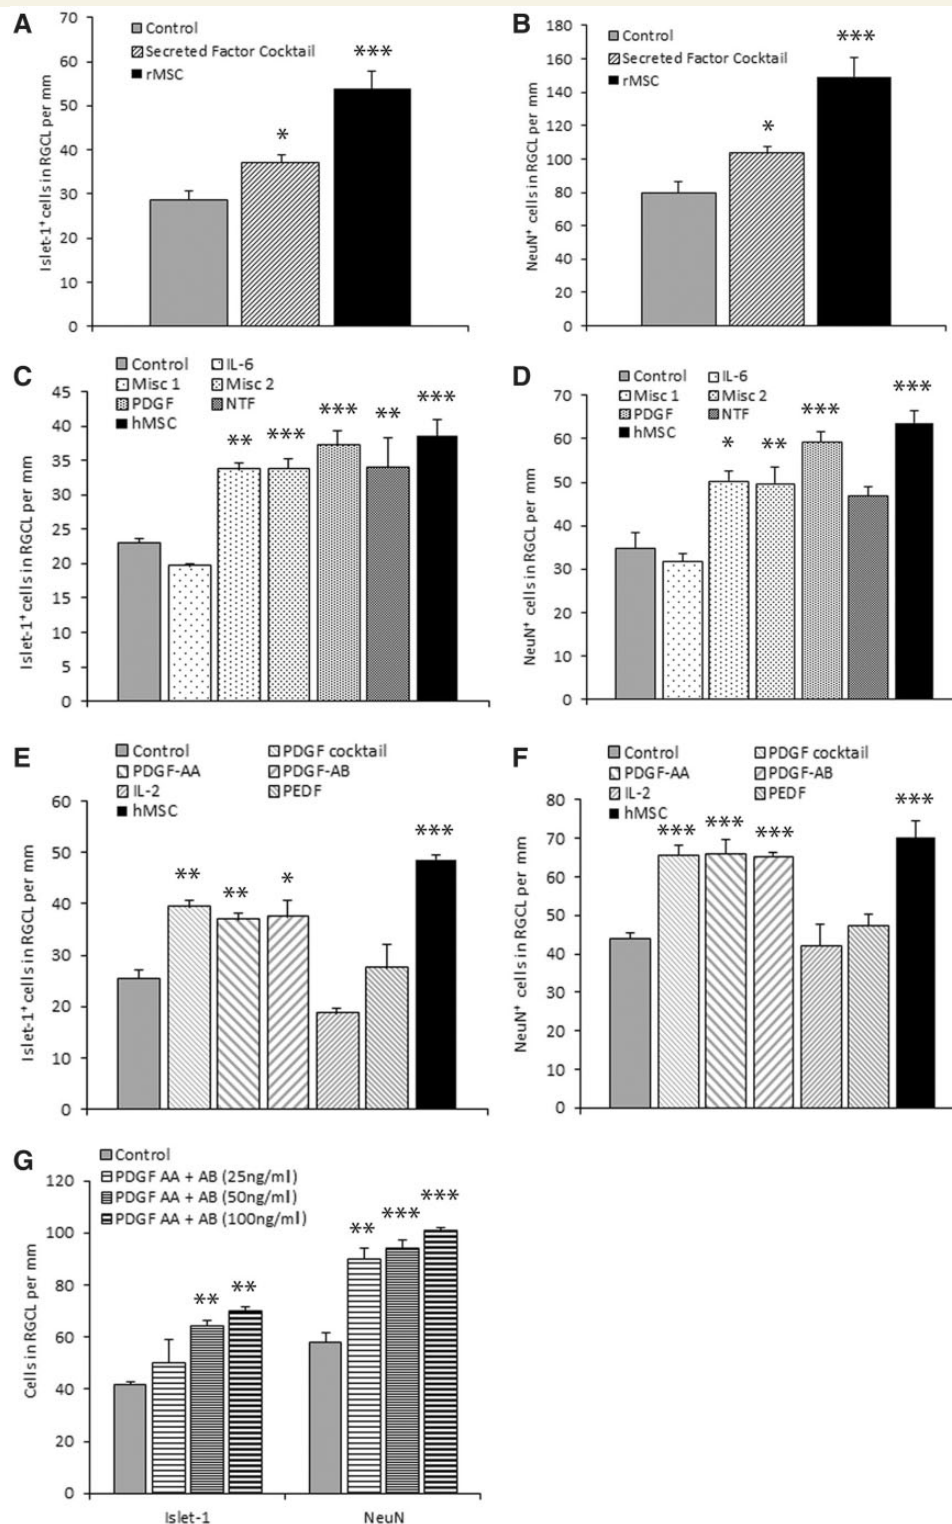 A
Islet-1⁺ cells in RGCL per mm
70
60
50
40
30
20
10
0
Control
Secreted Factor Cocktail
rMSC
*
***
B
NeuN⁺ cells in RGCL per mm
180
160
140
120
100
80
60
40
20
0
Control
Secreted Factor Cocktail
rMSC
*
***
C
Islet-1⁺ cells in RGCL per mm
45
40
35
30
25
20
15
10
5
0
Control IL-6
Misc 1 Misc 2
PDGF NTF
hMSC
** *** *** ** ***
D
NeuN⁺ cells in RGCL per mm
70
60
50
40
30
20
10
0
Control IL-6
Misc 1 Misc 2
PDGF NTF
hMSC
* ** *** ***
E
Islet-1⁺ cells in RGCL per mm
60
50
40
30
20
10
0
Control PDGF cocktail
PDGF-AA PDGF-AB
IL-2 PEDF
hMSC
** ** * ***
F
NeuN⁺ cells in RGCL per mm
80
70
60
50
40
30
20
10
0
Control PDGF cocktail
PDGF-AA PDGF-AB
IL-2 PEDF
hMSC
*** *** *** ***
G
Cells in RGCL per mm
120
100
80
60
40
20
0
Control
PDGF AA + AB (25ng/ml)
PDGF AA + AB (50ng/ml)
PDGF AA + AB (100ng/ml)
** ** ** *** ***
Islet-1 NeuN